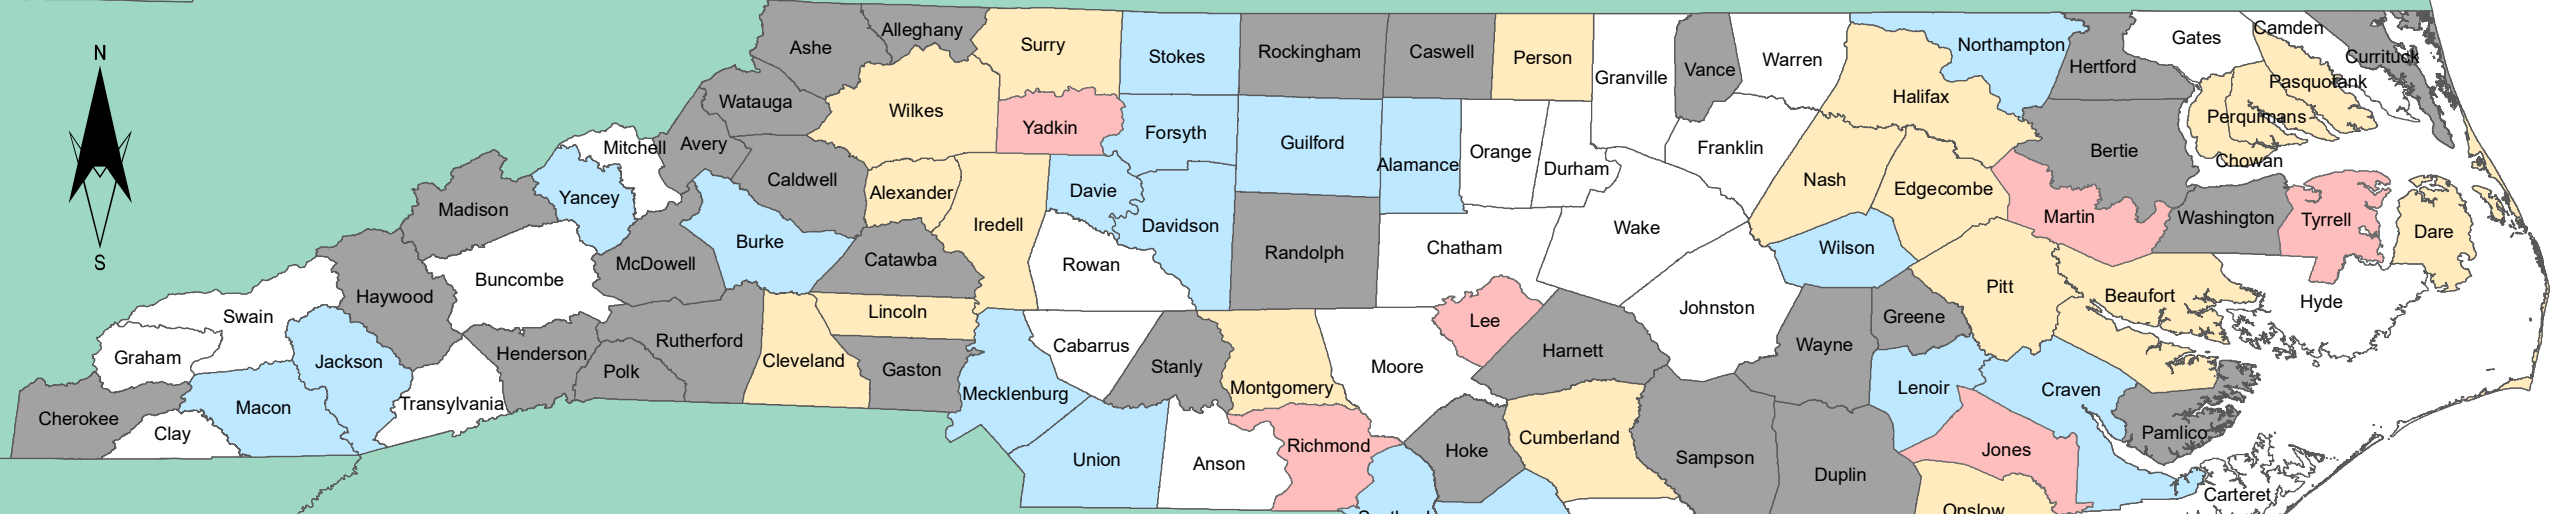 N
S
Ashe
Alleghany
Surry
Stokes
Rockingham
Caswell
Person
Granville
Vance
Warren
Northampton
Hertford
Gates
Camden
Currituck
Pasquotank
Perquimans
Chowan
Halifax
Watauga
Wilkes
Yadkin
Forsyth
Guilford
Alamance
Orange
Durham
Franklin
Nash
Edgecombe
Bertie
Martin
Washington
Tyrrell
Dare
Mitchell
Avery
Caldwell
Alexander
Iredell
Davie
Davidson
Randolph
Chatham
Wake
Wilson
Pitt
Beaufort
Hyde
Madison
Yancey
Burke
McDowell
Catawba
Rowan
Buncombe
Haywood
Swain
Graham
Jackson
Cherokee
Clay
Macon
Transylvania
Henderson
Polk
Rutherford
Cleveland
Lincoln
Gaston
Mecklenburg
Cabarrus
Stanly
Montgomery
Moore
Lee
Harnett
Johnston
Wayne
Greene
Lenoir
Craven
Pamlico
Jones
Carteret
Onslow
Duplin
Sampson
Cumberland
Hoke
Richmond
Anson
Union